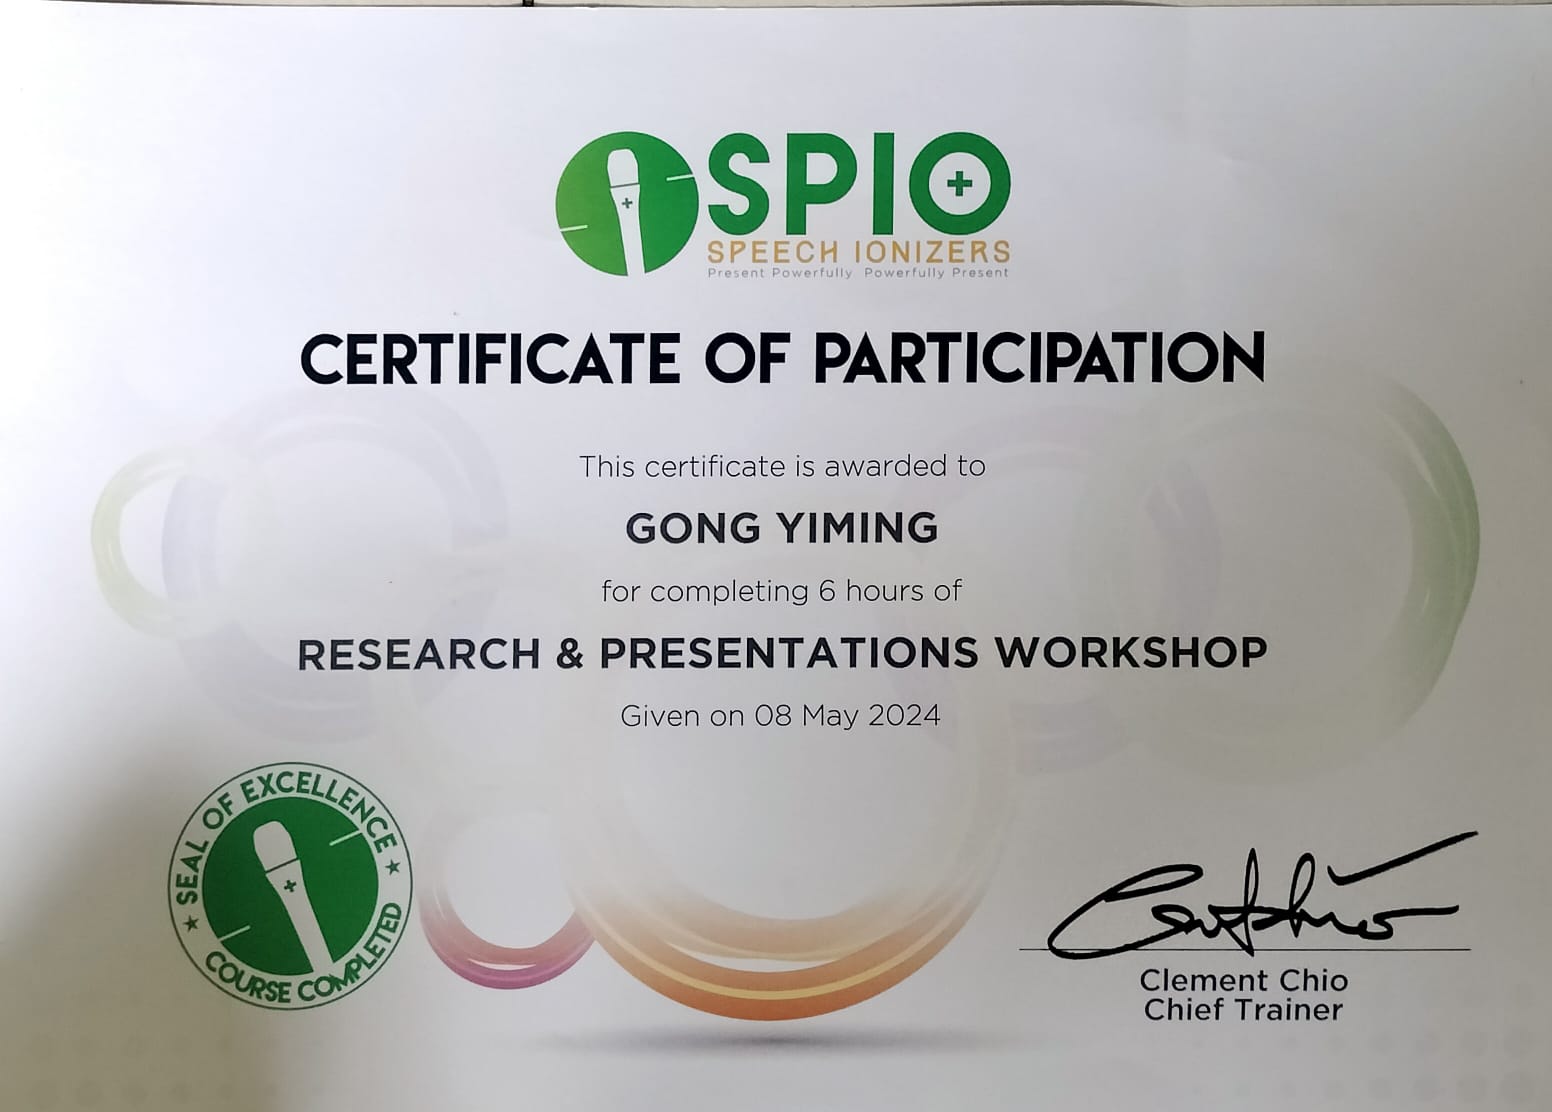 SPIO
SPEECH IONIZERS
Present Powerfully Powerfully Present
CERTIFICATE OF PARTICIPATION
This certificate is awarded to
GONG YIMING
for completing 6 hours of
RESEARCH & PRESENTATIONS WORKSHOP
Given on 08 May 2024
SEAL OF EXCELLENCE
COURSE COMPLETED
Clement Chio
Chief Trainer